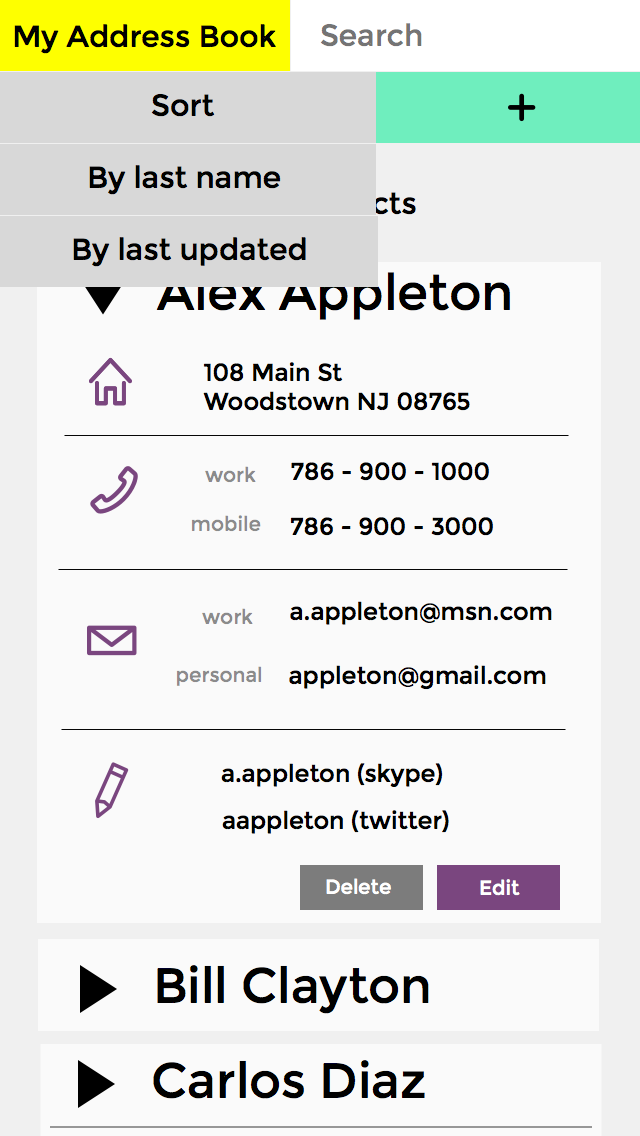 My Address Book
Search
Sort
+
By last name
cts
By last updated
Alex Appleton
108 Main St
Woodstown NJ 08765
work 786 - 900 - 1000
mobile 786 - 900 - 3000
work a.appleton@msn.com
personal appleton@gmail.com
a.appleton (skype)
aappleton (twitter)
Delete Edit
Bill Clayton
Carlos Diaz